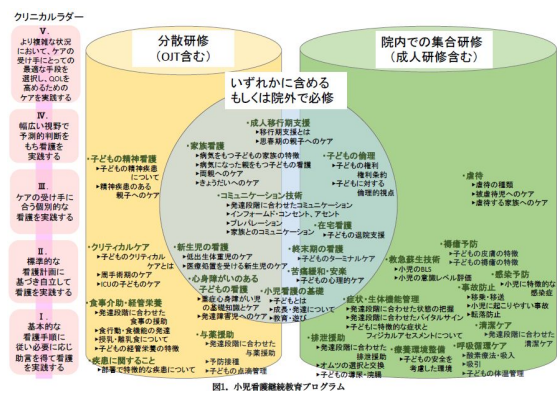 クリニカルラダー
Ⅴ.
より複雑な状況
において、ケアの
受け手にとっての
最適な手段を
選択し、QOLを
高めるための
ケアを実践する
Ⅳ.
幅広い視野で
予測的判断を
もち看護を
実践する
Ⅲ.
ケアの受け手に
合う個別的な
看護を実践する
Ⅱ.
標準的な
看護計画に
基づき自立して
看護を実践する
Ⅰ.
基本的な
看護手順に
従い必要に応じ
助言を得て看護
を実践する
分散研修
(OJT含む)
院内での集合研修
(成人研修含む)
いずれかに含める
もしくは院外で必修
・成人移行期支援
▶移行期支援とは
▶思春期の親子へのケア
・家族看護
▶病気をもつ子どもの家族の特徴
▶病気になった親をもつ子どもの看護
▶両親へのケア
▶きょうだいへのケア
・子どもの倫理
▶子どもの権利
権利条約
▶子どもに対する
倫理的視点
・子どもの精神看護
▶子どもの精神疾患
について
▶精神疾患のある
親子へのケア
・コミュニケーション技術
▶発達段階に合わせたコミュニケーション
▶インフォームド・コンセント、アセント
▶プレパレーション
▶家族とのコミュニケーション
・虐待
▶虐待の種類
▶被虐待児へのケア
▶虐待する家族へのケア
・在宅看護
▶子どもの退院支援
・クリティカルケア
▶子どものクリティカル
ケアとは
▶周手術期のケア
▶ICUの子どものケア
・新生児の看護
▶低出生体重児のケア
▶医療処置を受ける新生児のケア
・終末期の看護
▶子どものターミナルケア
・苦痛緩和・安楽
▶子どもの心理的ケア
・救急蘇生技術
▶小児のBLS
▶小児の意識レベル評価
・褥瘡予防
▶子どもの皮膚の特徴
▶子どもの褥瘡の特徴
・感染予防
▶小児に特徴的な
感染症
・心身障がいのある
子どもの看護
▶重症心身障がい児
の基礎知識とケア
▶発達障害児へのケア
・小児看護の基礎
▶子どもとは
▶成長・発達について
▶教育・遊び
・事故防止
▶移乗・移送
▶小児に起こりやすい事故
▶転落防止
・食事介助・経管栄養
▶発達段階に合わせた
食事の援助
▶食行動・食機能の発達
▶授乳・離乳食について
▶子どもの経管栄養の特徴
・症状・生体機能管理
▶発達段階に合わせた症状の把握
▶発達段階に合わせたバイタルサイン
▶子どもに特徴的な症状と
フィジカルアセスメントについて
・清潔ケア
▶発達段階に合わせた
清潔ケア
・与薬援助
▶発達段階に合わせた
与薬援助
▶予防接種
▶子どもの点滴管理
・排泄援助
▶発達段階に合わせた
排泄援助
▶オムツの選択と交換
▶子どもの導尿・浣腸
・療養環境整備
▶子どもの安全を
考慮した環境
・呼吸循環ケア
▶酸素療法・吸入
▶吸引
▶子どもの体温管理
・疾患に関すること
▶部署で特徴的な疾患について
図1. 小児看護継続教育プログラム